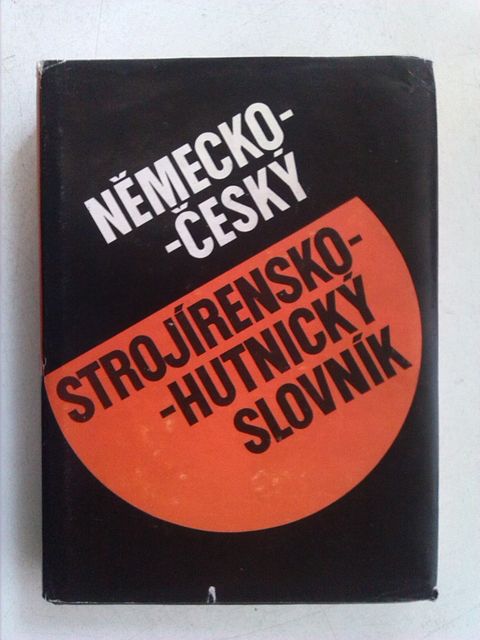 NĚMECKO-
-ČESKÝ
STROJÍRENSKO-
-HUTNICKÝ
SLOVNÍK